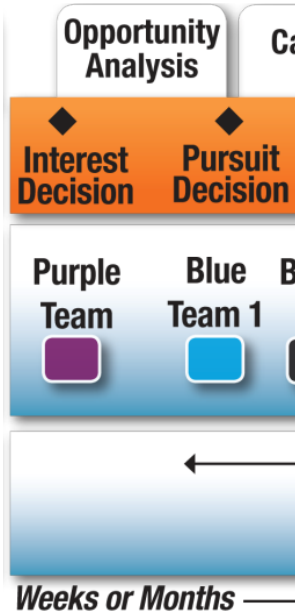 Opportunity
Analysis
Interest
Decision
Pursuit
Decision
Purple
Team
Blue
Team 1
Weeks or Months